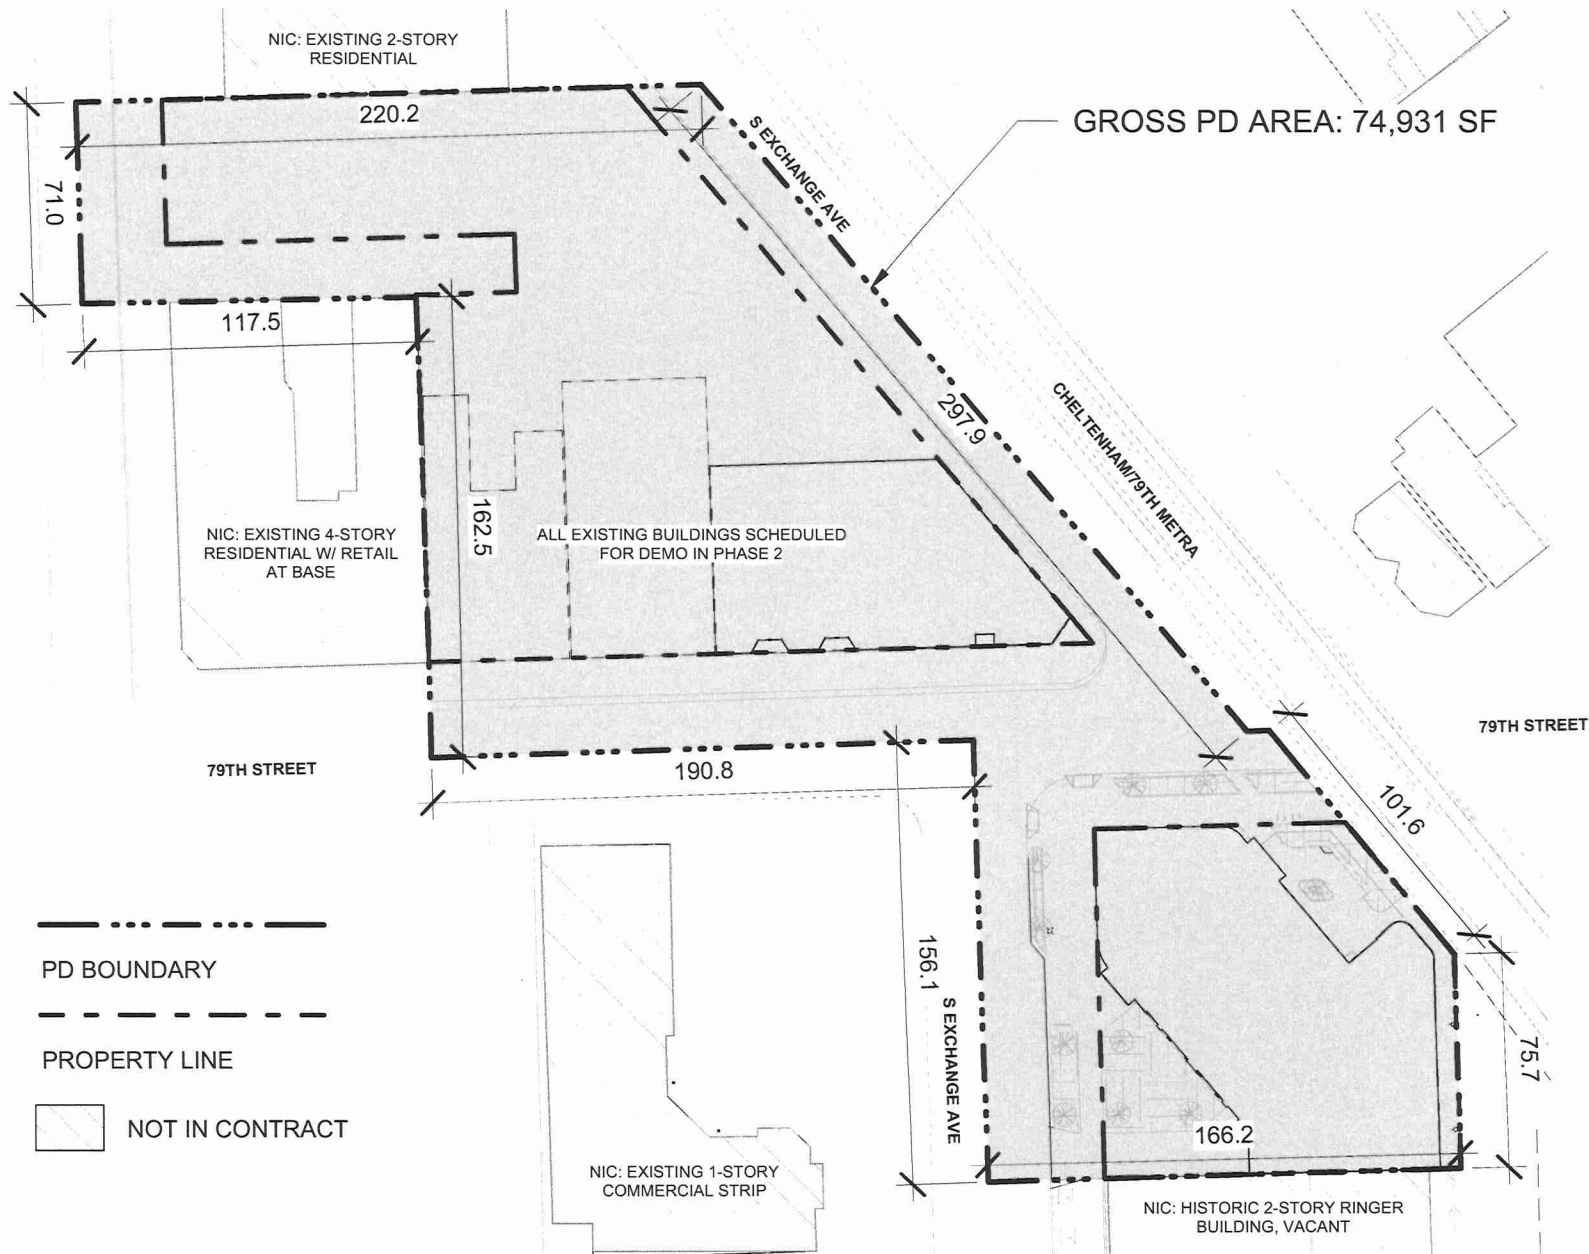 NIC: EXISTING 2-STORY
RESIDENTIAL
220.2
GROSS PD AREA: 74,931 SF
S EXCHANGE AVE
71.0
117.5
297.9
CHELTENHAM/79TH METRA
162.5
NIC: EXISTING 4-STORY
RESIDENTIAL W/ RETAIL
AT BASE
ALL EXISTING BUILDINGS SCHEDULED
FOR DEMO IN PHASE 2
79TH STREET
79TH STREET
190.8
101.6
PD BOUNDARY
PROPERTY LINE
NOT IN CONTRACT
156.1
S EXCHANGE AVE
75.7
166.2
NIC: EXISTING 1-STORY
COMMERCIAL STRIP
NIC: HISTORIC 2-STORY RINGER
BUILDING, VACANT